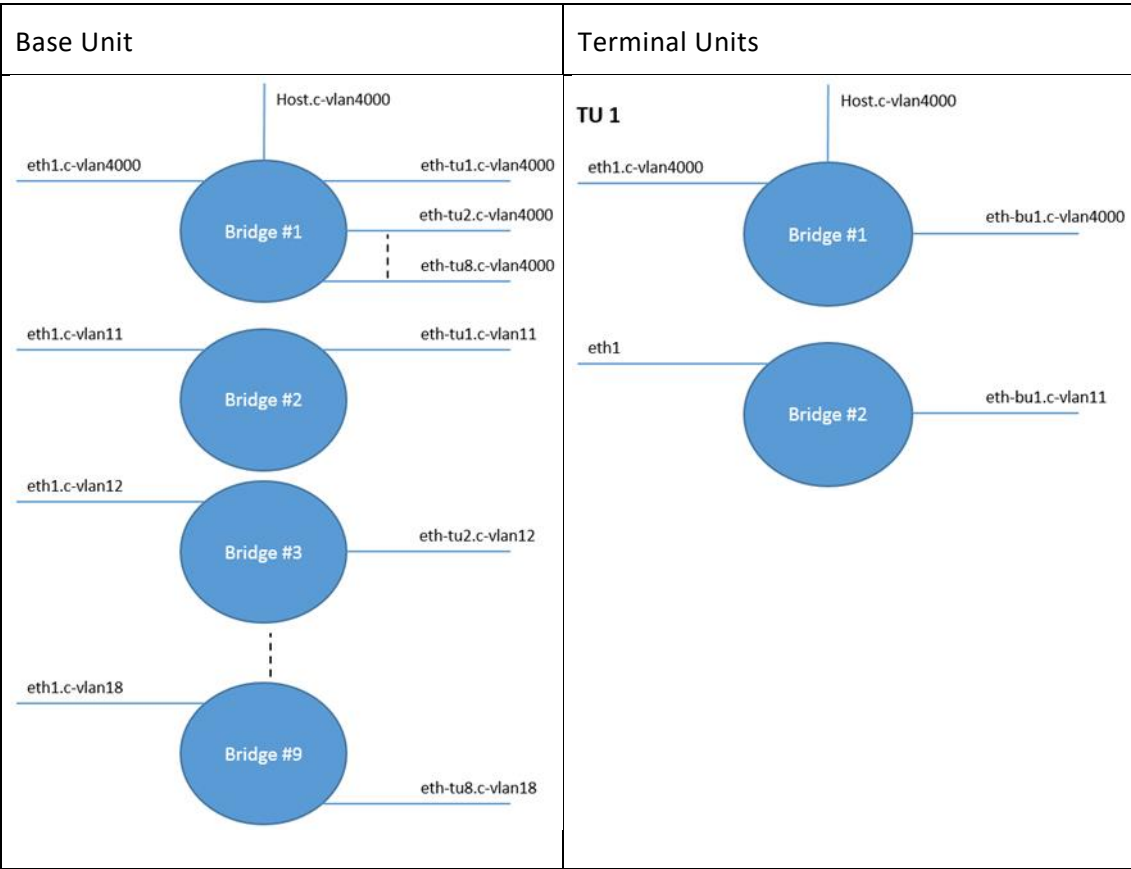 Base Unit
Terminal Units
Host.c-vlan4000
eth1.c-vlan4000
eth-tu1.c-vlan4000
eth-tu2.c-vlan4000
Bridge #1
eth-tu8.c-vlan4000
eth1.c-vlan11
eth-tu1.c-vlan11
Bridge #2
eth1.c-vlan12
eth-tu2.c-vlan12
Bridge #3
eth1.c-vlan18
Bridge #9
eth-tu8.c-vlan18
TU 1
Host.c-vlan4000
eth1.c-vlan4000
eth-bu1.c-vlan4000
Bridge #1
eth1
eth-bu1.c-vlan11
Bridge #2